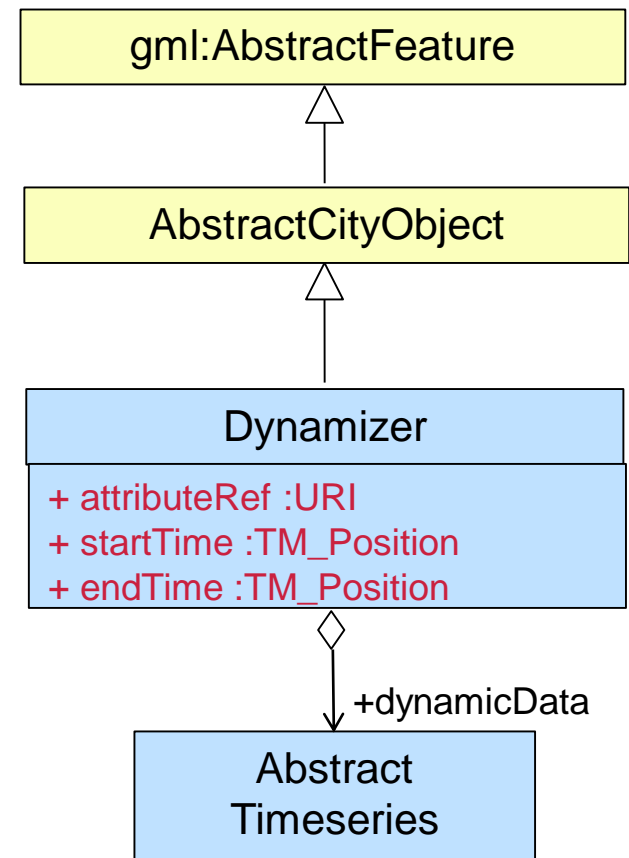 gml:AbstractFeature
AbstractCityObject
Dynamizer
+ attributeRef :URI
+ startTime :TM_Position
+ endTime :TM_Position
+dynamicData
Abstract
Timeseries